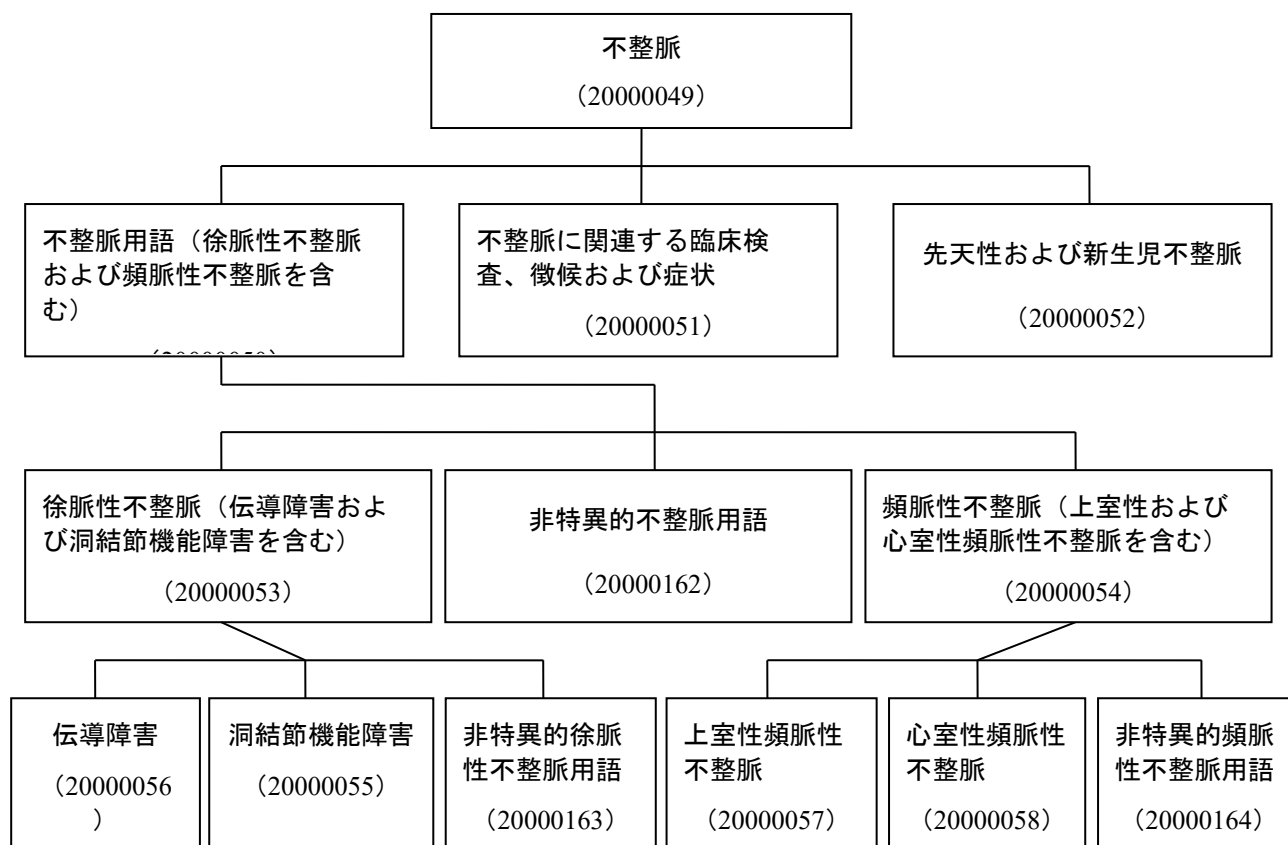 不整脈
（20000049）
不整脈用語（徐脈性不整脈
および頻脈性不整脈を含
む）
不整脈に関連する臨床検
査、徴候および症状
（20000051）
先天性および新生児不整脈
（20000052）
徐脈性不整脈（伝導障害およ
び洞結節機能障害を含む）
（20000053）
非特異的不整脈用語
（20000162）
頻脈性不整脈（上室性および
心室性頻脈性不整脈を含む）
（20000054）
伝導障害
（20000056
）
洞結節機能障害
（20000055）
非特異的徐脈
性不整脈用語
（20000163）
上室性頻脈性
不整脈
（20000057）
心室性頻脈性
不整脈
（20000058）
非特異的頻脈
性不整脈用語
（20000164）